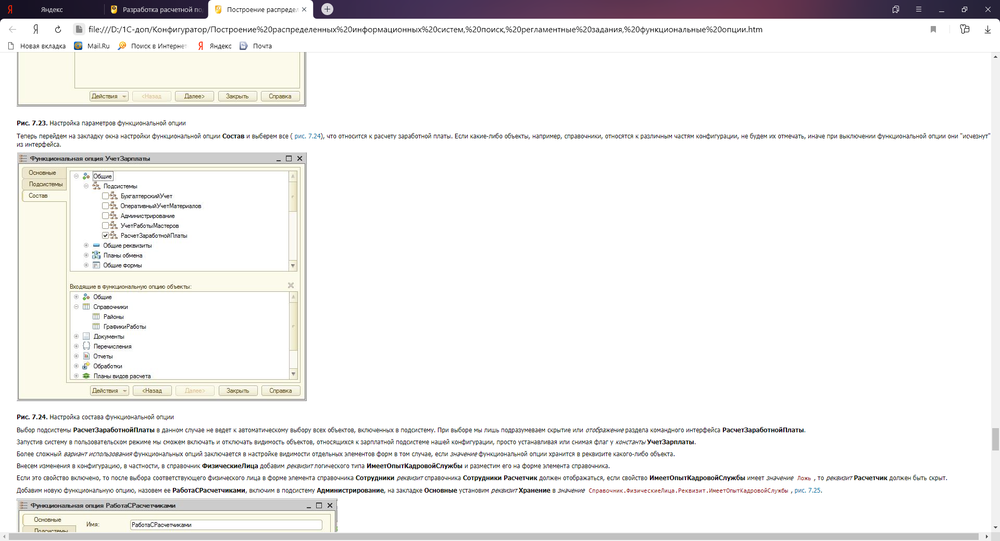 Яндекс
Разработка расчетной по
Построение распредел
file:///D:/1С-доп/Конфигуратор/Построение%20распределенных%20информационных%20систем,%20поиск,%20регламентные%20задания,%20функциональные%20опции.htm
Новая вкладка
Mail.Ru
Поиск в Интернет
Яндекс
Почта
Действия
<Назад
Далее>
Закрыть
Справка
Рис. 7.23. Настройка параметров функциональной опции
Теперь перейдем на закладку окна настройки функциональной опции Состав и выберем все ( рис. 7.24), что относится к расчету заработной платы. Если какие-либо объекты, например, справочники, относятся к различным частям конфигурации, не будем их отмечать, иначе при выключении функциональной опции они "исчезнут"
из интерфейса.
Функциональная опция УчетЗарплаты
Основные
Подсистемы
Состав
Общие
Подсистемы
БухгалтерскийУчет
ОперативныйУчетМатериалов
Администрирование
УчетРаботыМастеров
РасчетЗаработнойПлаты
Общие реквизиты
Планы обмена
Общие формы
Входящие в функциональную опцию объекты:
Общие
Справочники
Районы
ГрафикиРаботы
Документы
Перечисления
Отчеты
Обработки
Планы видов расчета
Действия
<Назад
Далее>
Закрыть
Справка
Рис. 7.24. Настройка состава функциональной опции
Выбор подсистемы РасчетЗаработнойПлаты в данном случае не ведет к автоматическому выбору всех объектов, включенных в подсистему. При выборе мы лишь подразумеваем скрытие или отображение раздела командного интерфейса РасчетЗаработнойПлаты.
Запустив систему в пользовательском режиме мы сможем включать и отключать видимость объектов, относящихся к зарплатной подсистеме нашей конфигурации, просто устанавливая или снимая флаг у константы УчетЗарплаты.
Более сложный вариант использования функциональных опций заключается в настройке видимости отдельных элементов форм в том случае, если значение функциональной опции хранится в реквизите какого-либо объекта.
Внесем изменения в конфигурацию, в частности, в справочник ФизическиеЛица добавим реквизит логического типа ИмеетОпытКадровойСлужбы и разместим его на форме элемента справочника.
Если это свойство включено, то после выбора соответствующего физического лица в форме элемента справочника Сотрудники реквизит справочника Сотрудники Расчетчик должен отображаться, если свойство ИмеетОпытКадровойСлужбы имеет значение Ложь , то реквизит Расчетчик должен быть скрыт.
Добавим новую функциональную опцию, назовем ее РаботаСРасчетчиками, включим в подсистему Администрирование, на закладке Основные установим реквизит Хранение в значение Справочник.ФизическиеЛица.Реквизит.ИмеетОпытКадровойСлужбы , рис. 7.25.
Функциональная опция РаботаСРасчетчиками
Основные
Подсистемы
Имя:
РаботаСРасчетчиками